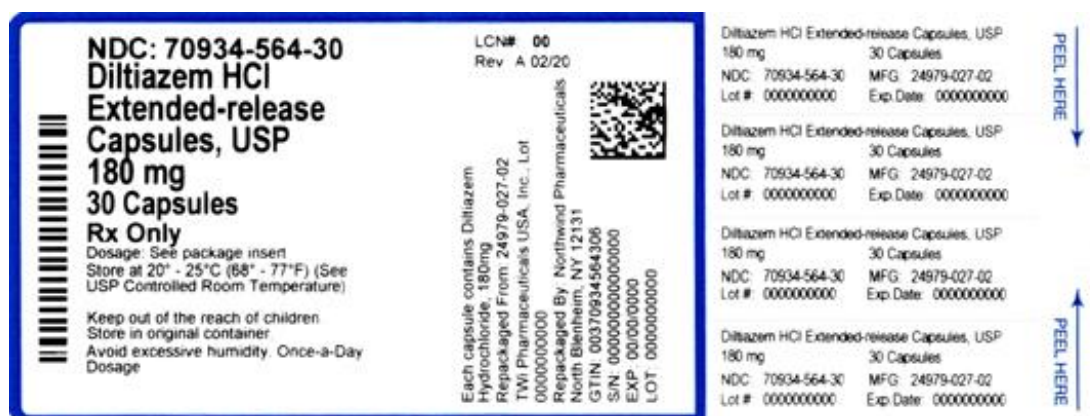 NDC: 70934-564-30
Diltiazem HCl
Extended-release
Capsules, USP
180 mg
30 Capsules
Rx Only
Dosage: See package insert
Store at 20° - 25°C (68° - 77°F) (See
USP Controlled Room Temperature)
Keep out of the reach of children
Store in original container
Avoid excessive humidity. Once-a-Day
Dosage
LCN# 00
Rev A 02/20
Each capsule contains Diltiazem
Hydrochloride, 180mg
Repackaged From: 24979-027-02
TWi Pharmaceuticals USA, Inc., Lot
0000000000
Repackaged By: Northwind Pharmaceuticals
North Blenheim, NY 12131
GTIN: 00370934564306
S/N: 00000000000000000
EXP: 00/00/0000
LOT: 00000000000
Diltiazem HCl Extended-release Capsules, USP
180 mg 30 Capsules
NDC: 70934-564-30 MFG: 24979-027-02
Lot #: 0000000000 Exp.Date: 0000000000
Diltiazem HCl Extended-release Capsules, USP
180 mg 30 Capsules
NDC: 70934-564-30 MFG: 24979-027-02
Lot #: 0000000000 Exp.Date: 0000000000
Diltiazem HCl Extended-release Capsules, USP
180 mg 30 Capsules
NDC: 70934-564-30 MFG: 24979-027-02
Lot #: 0000000000 Exp.Date: 0000000000
Diltiazem HCl Extended-release Capsules, USP
180 mg 30 Capsules
NDC: 70934-564-30 MFG: 24979-027-02
Lot #: 0000000000 Exp.Date: 0000000000
PEEL HERE
PEEL HERE